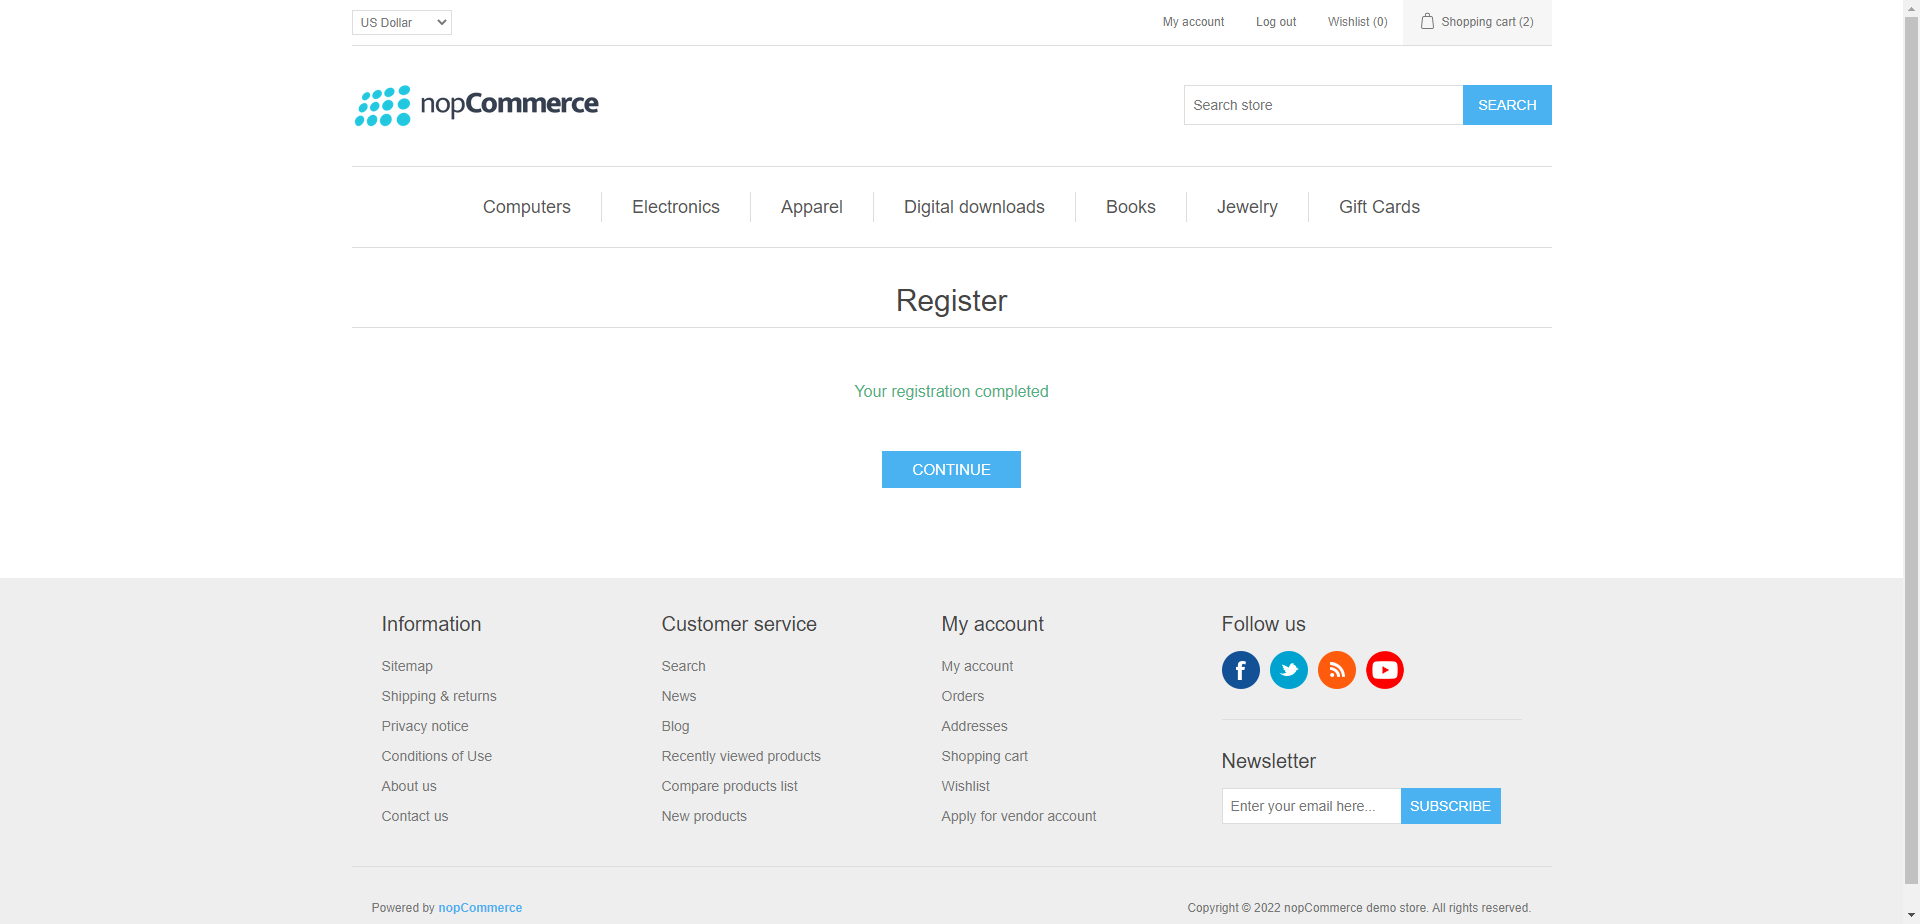 US Dollar
My account
Log out
Wishlist (0)
Shopping cart (2)
nopCommerce
Search store
SEARCH
Computers
Electronics
Apparel
Digital downloads
Books
Jewelry
Gift Cards
Register
Your registration completed
CONTINUE
Information
Sitemap
Shipping & returns
Privacy notice
Conditions of Use
About us
Contact us
Customer service
Search
News
Blog
Recently viewed products
Compare products list
New products
My account
My account
Orders
Addresses
Shopping cart
Wishlist
Apply for vendor account
Follow us
Newsletter
Enter your email here...
SUBSCRIBE
Powered by nopCommerce
Copyright © 2022 nopCommerce demo store. All rights reserved.